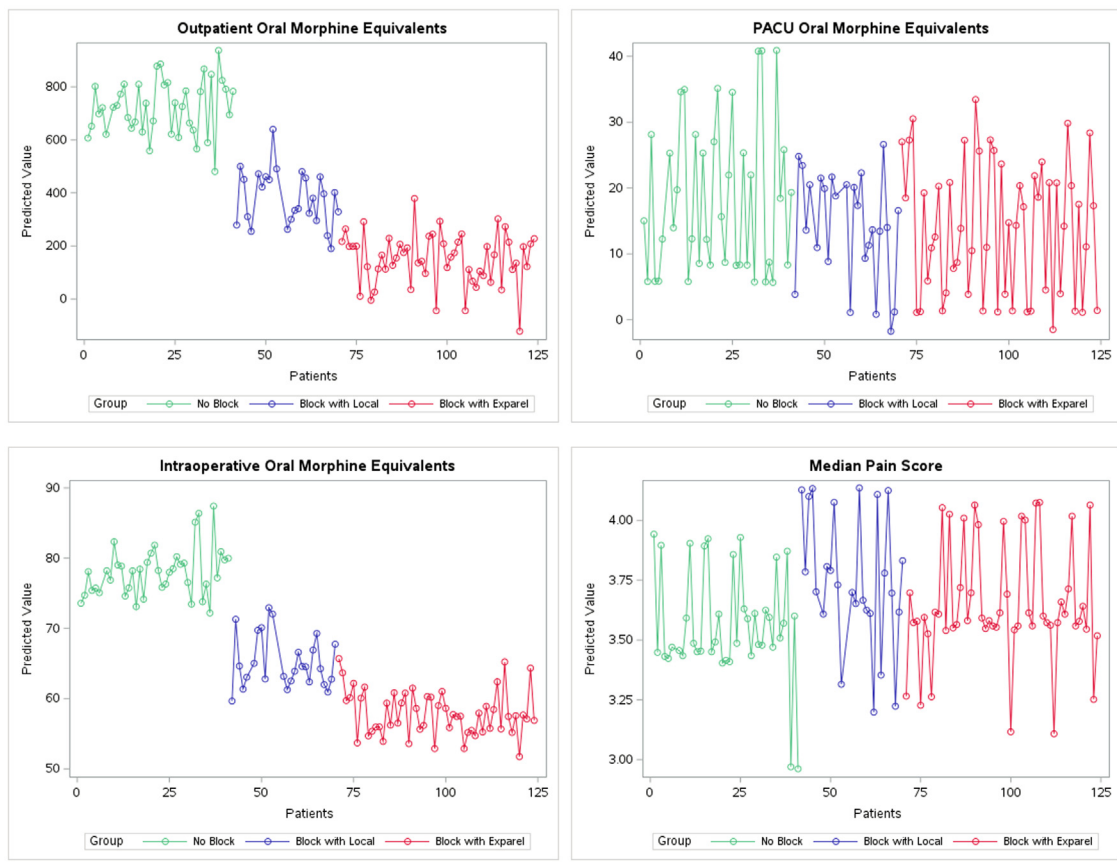 Outpatient Oral Morphine Equivalents
Predicted Value
800
600
400
200
0
0 25 50 75 100 125
Patients
Group No Block Block with Local Block with Exparel
PACU Oral Morphine Equivalents
Predicted Value
40
30
20
10
0
0 25 50 75 100 125
Patients
Group No Block Block with Local Block with Exparel
Intraoperative Oral Morphine Equivalents
Predicted Value
90
80
70
60
50
0 25 50 75 100 125
Patients
Group No Block Block with Local Block with Exparel
Median Pain Score
Predicted Value
4.00
3.75
3.50
3.25
3.00
0 25 50 75 100 125
Patients
Group No Block Block with Local Block with Exparel